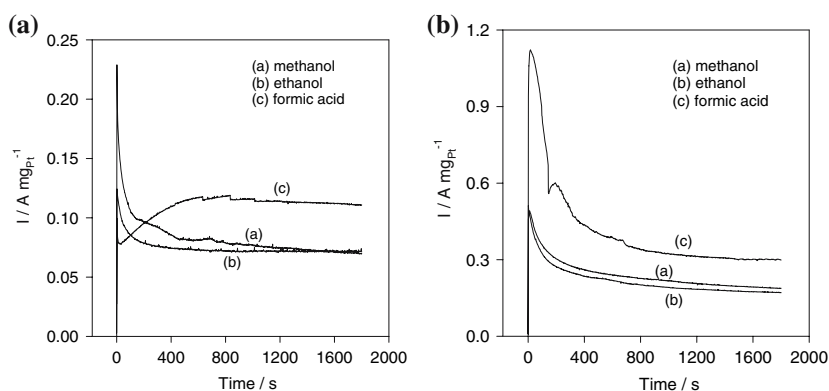 (a)
0.25
0.20
0.15
0.10
0.05
0.00
I / A mg_Pt^-1
(a) methanol
(b) ethanol
(c) formic acid
(c)
(a)
(b)
0 400 800 1200 1600 2000
Time / s
(b)
1.2
0.9
0.6
0.3
0.0
I / A mg_Pt^-1
(a) methanol
(b) ethanol
(c) formic acid
(c)
(a)
(b)
0 400 800 1200 1600 2000
Time / s